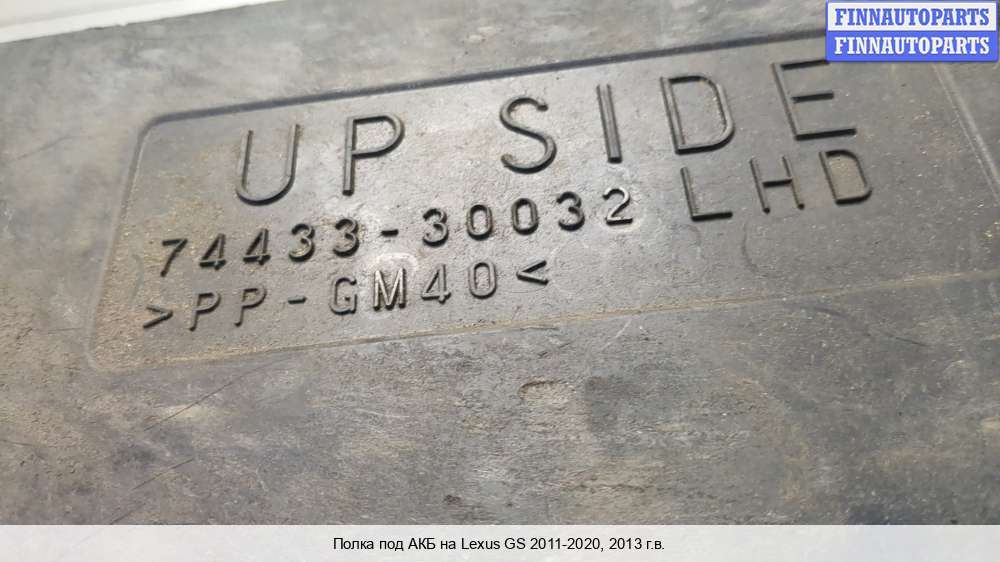 FINNAUTOPARTS
FINNAUTOPARTS
UP SIDE
74433-30032 LHD
>PP-GM40<
Полка под АКБ на Lexus GS 2011-2020, 2013 г.в.